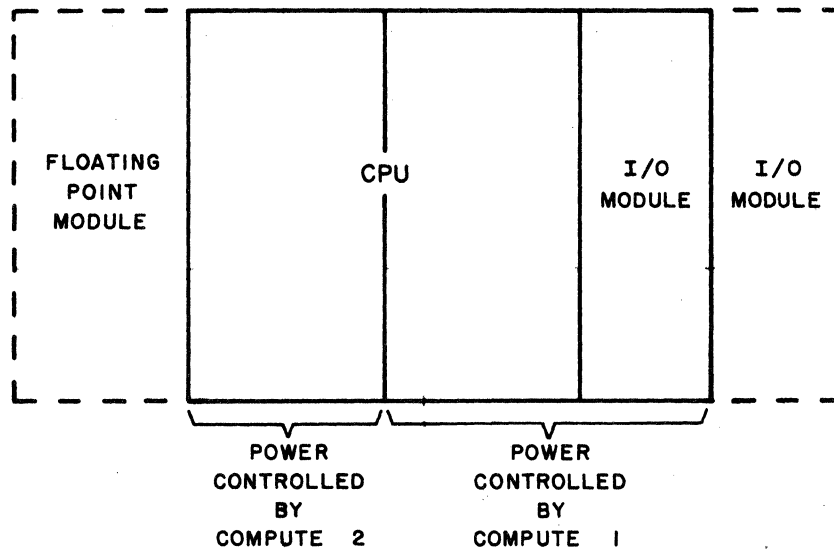 FLOATING
POINT
MODULE
CPU
I/O
MODULE
I/O
MODULE
POWER
CONTROLLED
BY
COMPUTE 2
POWER
CONTROLLED
BY
COMPUTE 1